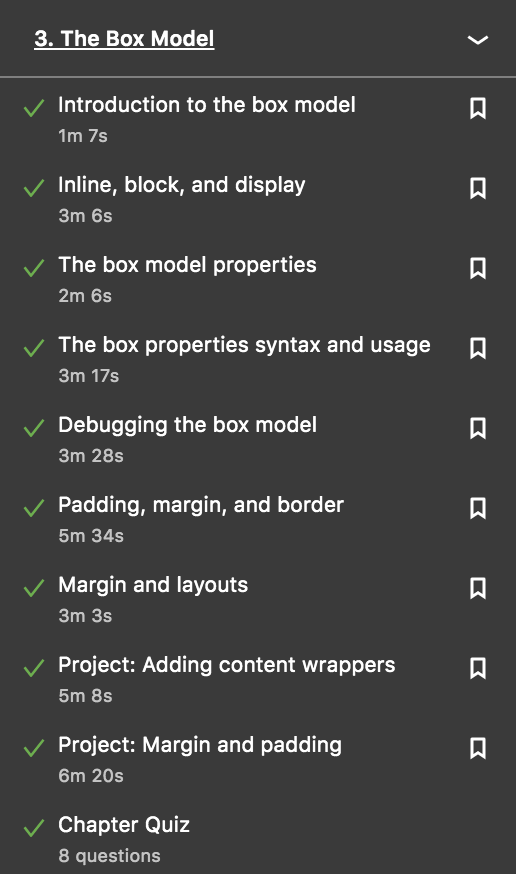 3. The Box Model
Introduction to the box model
1m 7s
Inline, block, and display
3m 6s
The box model properties
2m 6s
The box properties syntax and usage
3m 17s
Debugging the box model
3m 28s
Padding, margin, and border
5m 34s
Margin and layouts
3m 3s
Project: Adding content wrappers
5m 8s
Project: Margin and padding
6m 20s
Chapter Quiz
8 questions